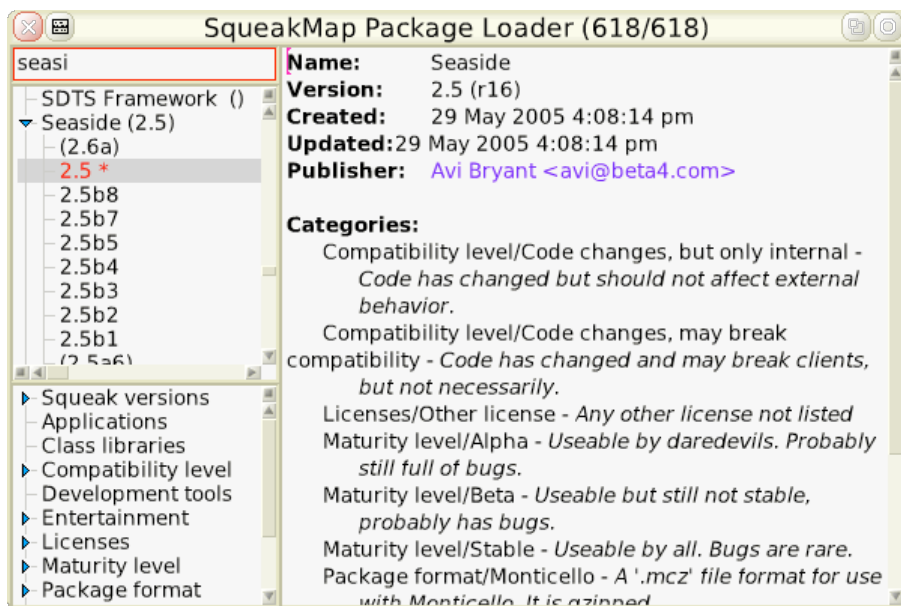 SqueakMap Package Loader (618/618)
seasi
SDTS Framework ()
Seaside (2.5)
(2.6a)
2.5 *
2.5b8
2.5b7
2.5b5
2.5b4
2.5b3
2.5b2
2.5b1
(2.5a6)
Squeak versions
Applications
Class libraries
Compatibility level
Development tools
Entertainment
Licenses
Maturity level
Package format
Name: Seaside
Version: 2.5 (r16)
Created: 29 May 2005 4:08:14 pm
Updated:29 May 2005 4:08:14 pm
Publisher: Avi Bryant <avi@beta4.com>
Categories:
Compatibility level/Code changes, but only internal -
Code has changed but should not affect external
behavior.
Compatibility level/Code changes, may break
compatibility - Code has changed and may break clients,
but not necessarily.
Licenses/Other license - Any other license not listed
Maturity level/Alpha - Useable by daredevils. Probably
still full of bugs.
Maturity level/Beta - Useable but still not stable,
probably has bugs.
Maturity level/Stable - Useable by all. Bugs are rare.
Package format/Monticello - A '.mcz' file format for use
with Monticello. It is gzipped